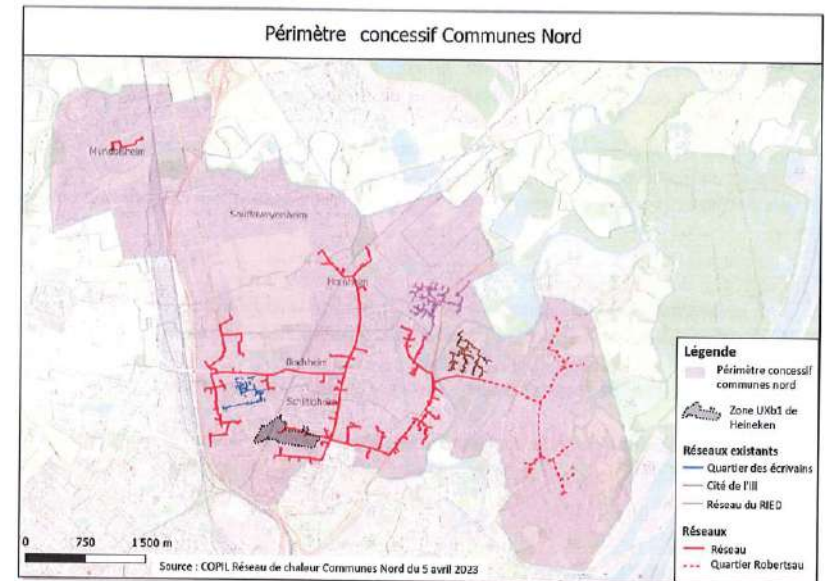 Périmètre concessif Communes Nord
Mundolsheim
Souffelweyersheim
Hoenheim
Bischheim
Schiltigheim
Légende
Périmètre concessif
communes nord
Zone UXb1 de
Heineken
Réseaux existants
Quartier des écrivains
Cité de l'Ill
Réseau du RIED
Réseaux
Réseau
Quartier Robertsau
0 750 1 500 m
Source : COPIL Réseau de chaleur Communes Nord du 5 avril 2023